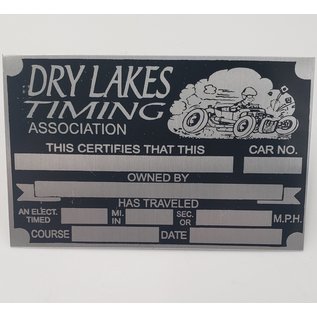 DRY LAKES
TIMING
ASSOCIATION
THIS CERTIFIES THAT THIS CAR NO.
OWNED BY
HAS TRAVELED
AN ELECT. TIMED MI. IN SEC. OR M.P.H.
COURSE DATE